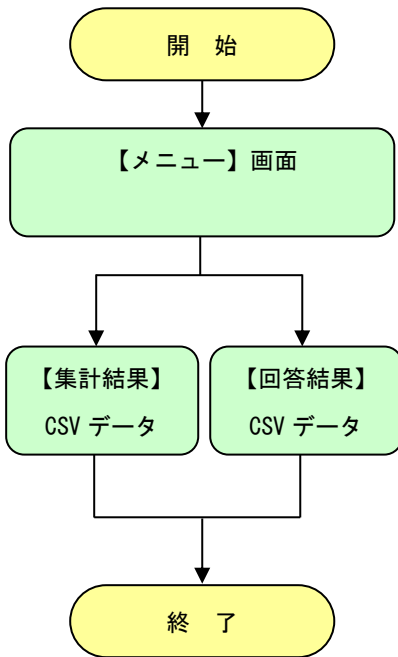 開　始
【メニュー】画面
【集計結果】
CSV データ
【回答結果】
CSV データ
終　了